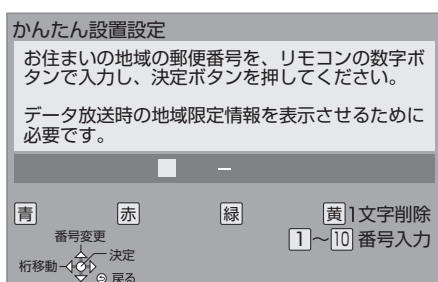 かんたん設置設定
お住まいの地域の郵便番号を、リモコンの数字ボ
タンで入力し、決定ボタンを押してください。
データ放送時の地域限定情報を表示させるために
必要です。
–
青 赤 緑 黄 1文字削除
番号変更 1～10 番号入力
決定
桁移動
戻る